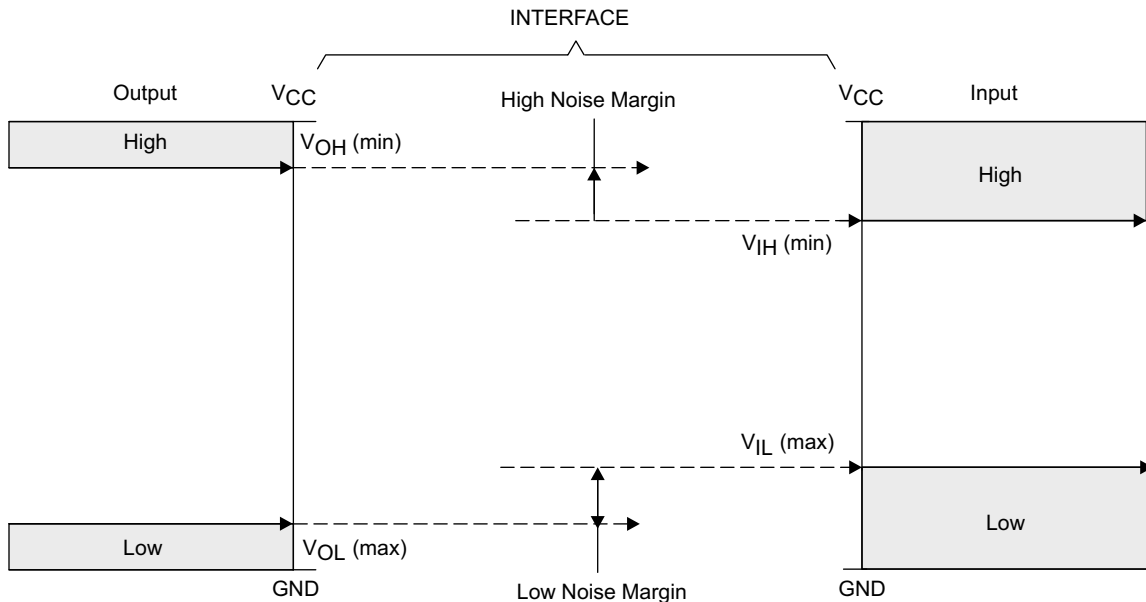 INTERFACE
Output
VCC
High Noise Margin
VCC
Input
High
VOH (min)
High
VIH (min)
VIL (max)
Low
VOL (max)
Low
GND
Low Noise Margin
GND